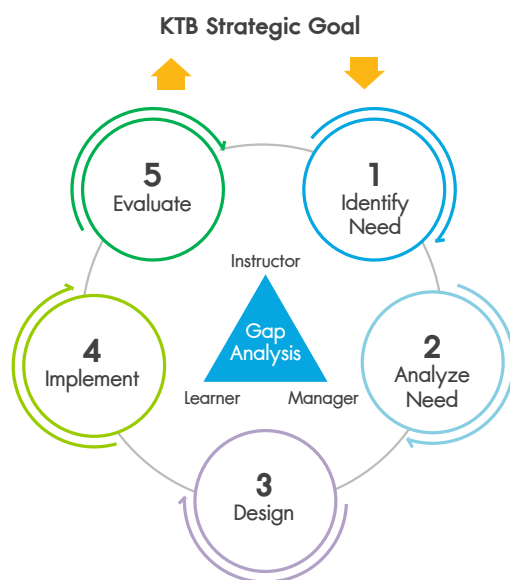 KTB Strategic Goal
1
Identify
Need
2
Analyze
Need
3
Design
4
Implement
5
Evaluate
Instructor
Gap
Analysis
Learner
Manager